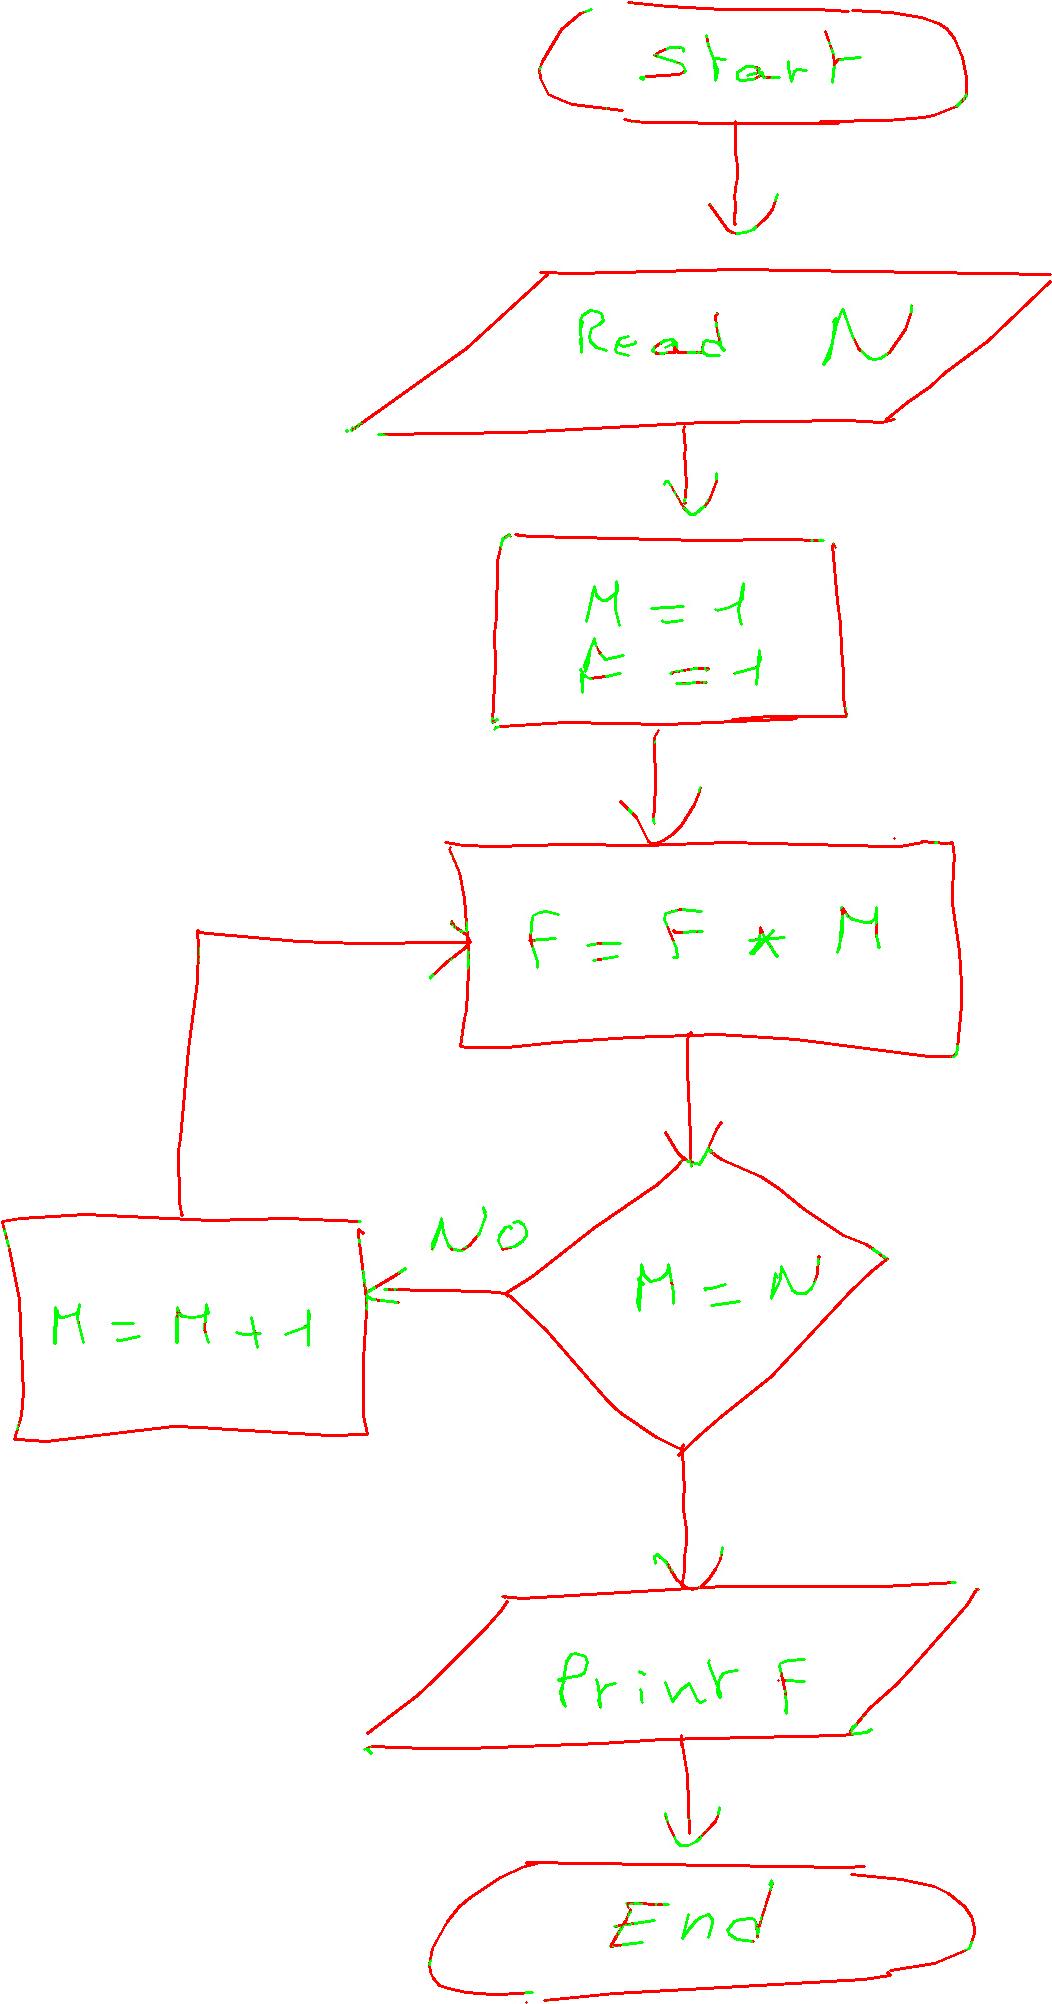 Start
Read N
M = 1
F = 1
F = F * M
No
M = N
M = M + 1
Print F
End